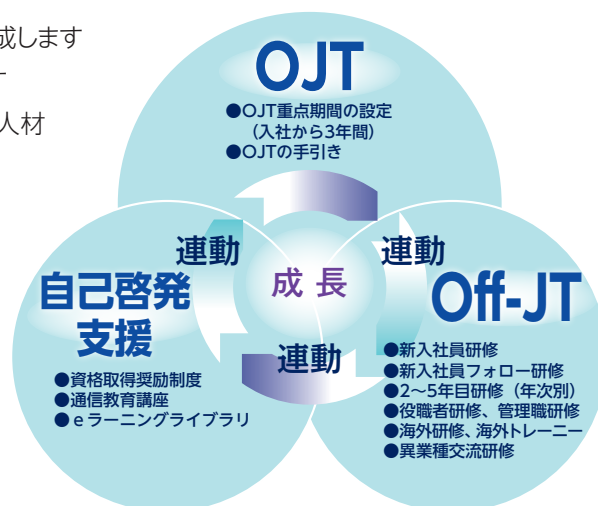 成します
人材
OJT
●OJT重点期間の設定
(入社から3年間)
●OJTの手引き
連動
連動
成 長
自己啓発
支援
Off-JT
連動
●資格取得奨励制度
●通信教育講座
●eラーニングライブラリ
●新入社員研修
●新入社員フォロー研修
●2〜5年目研修(年次別)
●役職者研修、管理職研修
●海外研修、海外トレーニー
●異業種交流研修